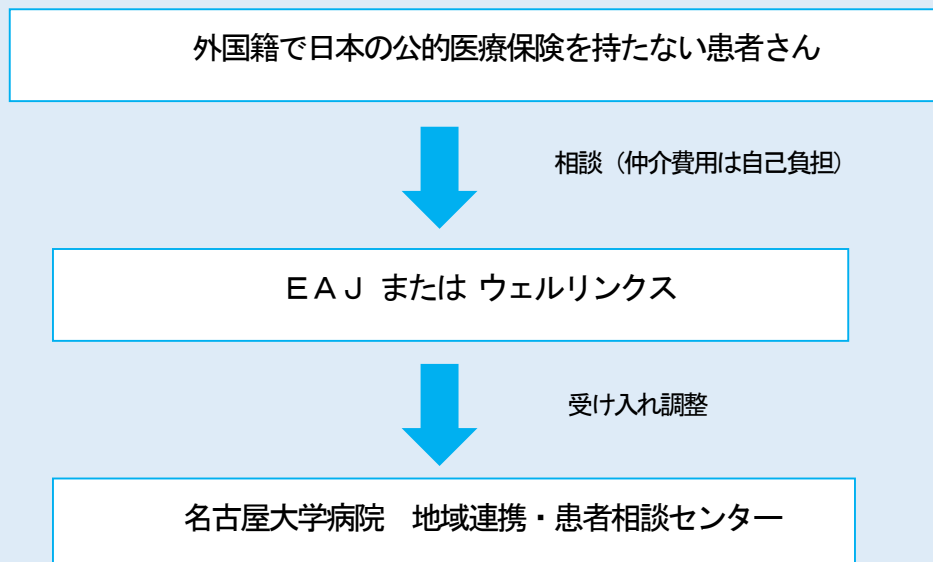 外国籍で日本の公的医療保険を持たない患者さん
相談（仲介費用は自己負担）
ＥＡＪ または ウェルリンクス
受け入れ調整
名古屋大学病院　地域連携・患者相談センター